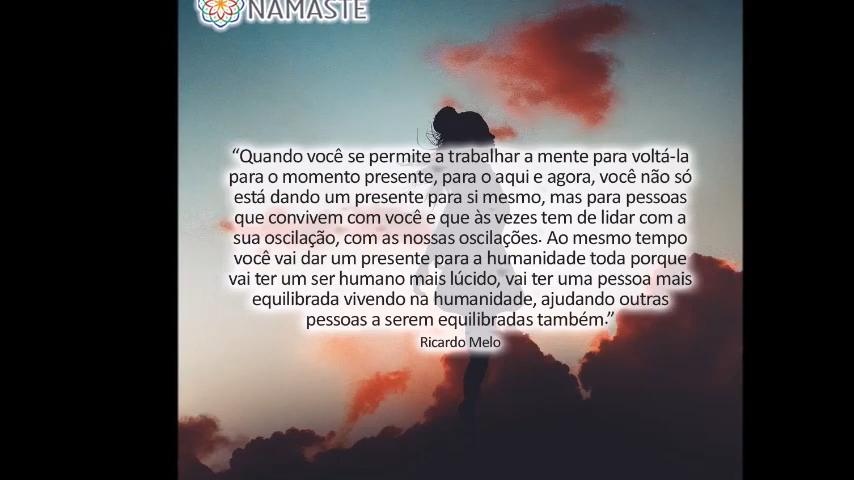 NAMASTÊ
“Quando você se permite a trabalhar a mente para voltá-la
para o momento presente, para o aqui e agora, você não só
está dando um presente para si mesmo, mas para pessoas
que convivem com você e que às vezes tem de lidar com a
sua oscilação, com as nossas oscilações. Ao mesmo tempo
você vai dar um presente para a humanidade toda porque
vai ter um ser humano mais lúcido, vai ter uma pessoa mais
equilibrada vivendo na humanidade, ajudando outras
pessoas a serem equilibradas também.”
Ricardo Melo